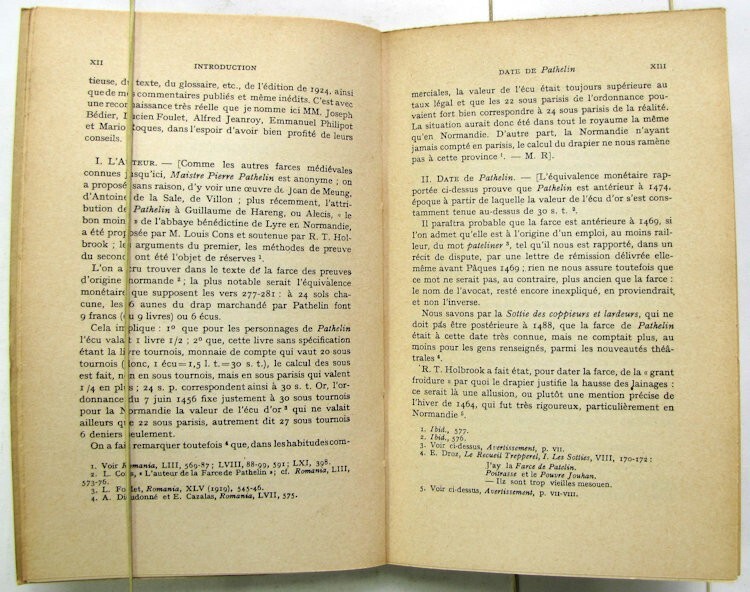 XII
INTRODUCTION
tieuse, du texte, du glossaire, etc., de l'édition de 1924, ainsi
que de mes commentaires publiés et même inédits. C'est avec
une reconnaissance très réelle que je nomme ici MM. Joseph
Bédier, Lucien Foulet, Alfred Jeanroy, Emmanuel Philipot
et Mario Roques, dans l'espoir d'avoir bien profité de leurs
conseils.
I. L'AUTEUR. — [Comme les autres farces médiévales
connues jusqu'ici, Maistre Pierre Pathelin est anonyme ; on
a proposé sans raison, d'y voir une œuvre de Jean de Meung,
d'Antoine de la Sale, de Villon ; plus récemment, l'attri-
bution de Pathelin à Guillaume de Hareng, ou Alecis, « le
bon moine » de l'abbaye bénédictine de Lyre en Normandie,
a été proposée par M. Louis Cons et soutenue par R. T. Hol-
brook ; les arguments du premier, les méthodes de preuve
du second ont été l'objet de réserves ¹.
L'on a cru trouver dans le texte de la farce des preuves
d'origine normande ² ; la plus notable serait l'équivalence
monétaire que supposent les vers 277-281 : à 24 sols cha-
cune, les 6 aunes du drap marchandé par Pathelin font
9 francs (ou 9 livres) ou 6 écus.
Cela implique : 1º que pour les personnages de Pathelin
l'écu valait 1 livre 1/2 ; 2º que, cette livre sans spécification
étant la livre tournois, monnaie de compte qui vaut 20 sous
tournois (donc, 1 écu = 1,5 l. t. = 30 s. t.), le calcul des sous
est fait, non en sous tournois, mais en sous parisis qui valent
1/4 en plus ; 24 s. p. correspondent ainsi à 30 s. t. Or, l'or-
donnance du 7 juin 1456 fixe justement à 30 sous tournois
pour la Normandie la valeur de l'écu d'or ³ qui ne valait
ailleurs que 22 sous parisis, autrement dit 27 sous tournois
6 deniers seulement.
On a fait remarquer toutefois ⁴ que, dans les habitudes com-
1. Voir Romania, LIII, 569-87 ; LVIII, 88-99, 591 ; LXI, 398.
2. L. Cons, « L'auteur de la Farce de Pathelin » ; cf. Romania, LIII,
573-76.
3. L. Foulet, Romania, XLV (1919), 545-46.
4. A. Dieudonné et E. Cazalas, Romania, LVII, 575.
DATE DE Pathelin
XIII
merciales, la valeur de l'écu était toujours supérieure au
taux légal et que les 22 sous parisis de l'ordonnance pou-
vaient fort bien correspondre à 24 sous parisis de la réalité.
La situation aurait donc été dans tout le royaume la même
qu'en Normandie. D'autre part, la Normandie n'ayant
jamais compté en parisis, le calcul du drapier ne nous ramène
pas à cette province ¹. — M. R].
II. DATE DE Pathelin. — [L'équivalence monétaire rap-
portée ci-dessus prouve que Pathelin est antérieur à 1474,
époque à partir de laquelle la valeur de l'écu d'or s'est cons-
tamment tenue au-dessus de 30 s. t. ².
Il paraîtra probable que la farce est antérieure à 1469, si
l'on admet qu'elle est à l'origine d'un emploi, au moins rail-
leur, du mot pateliner ³, tel qu'il nous est rapporté, dans un
récit de dispute, par une lettre de rémission délivrée elle-
même avant Pâques 1469 ; rien ne nous assure toutefois que
ce mot ne serait pas, au contraire, plus ancien que la farce :
le nom de l'avocat, resté encore inexpliqué, en proviendrait,
et non l'inverse.
Nous savons par la Sottie des coppieurs et lardeurs, qui ne
doit pas être postérieure à 1488, que la farce de Pathelin
était à cette date très connue, mais ne comptait plus, au
moins pour les gens renseignés, parmi les nouveautés théâ-
trales ⁴.
R. T. Holbrook a fait état, pour dater la farce, de la « grant
froidure » par quoi le drapier justifie la hausse des lainages :
ce serait là une allusion, ou plutôt une mention précise de
l'hiver de 1464, qui fut très rigoureux, particulièrement en
Normandie ⁵.
1. Ibid., 577.
2. Ibid., 576.
3. Voir ci-dessus, Avertissement, p. VII.
4. E. Droz, Le Recueil Trepperel, I. Les Sotties, VIII, 170-172 :
J'ay la Farce de Patelin.
Poitrasse et le Pouvre Jouhan.
— Ilz sont trop vieilles mesouen.
5. Voir ci-dessus, Avertissement, p. VII-VIII.